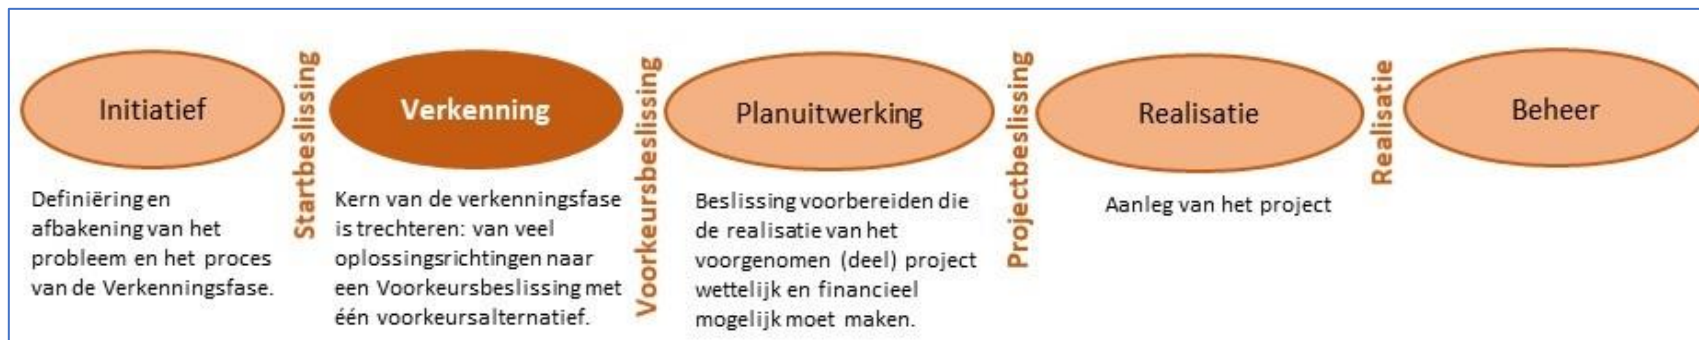 Initiatief
Definiëring en
afbakening van het
probleem en het proces
van de Verkenningsfase.
Startbeslissing
Verkenning
Kern van de verkenningsfase
is trechteren: van veel
oplossingsrichtingen naar
een Voorkeursbeslissing met
één voorkeursalternatief.
Voorkeursbeslissing
Planuitwerking
Beslissing voorbereiden die
de realisatie van het
voorgenomen (deel) project
wettelijk en financieel
mogelijk moet maken.
Projectbeslissing
Realisatie
Aanleg van het project
Realisatie
Beheer